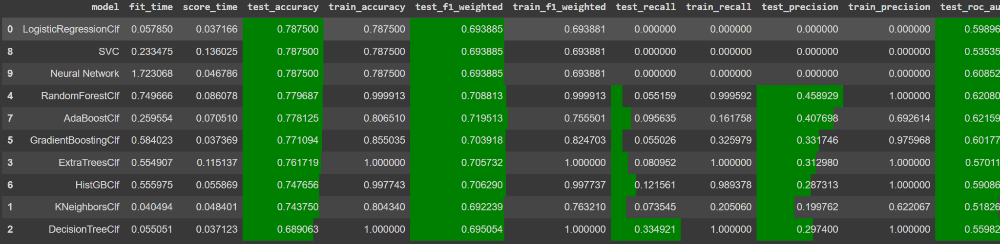 model fit_time score_time test_accuracy train_accuracy test_f1_weighted train_f1_weighted test_recall train_recall test_precision train_precision test_roc_au
0 LogisticRegressionClf 0.057850 0.037166 0.787500 0.787500 0.693885 0.693881 0.000000 0.000000 0.000000 0.000000 0.59896
8 SVC 0.233475 0.136025 0.787500 0.787500 0.693885 0.693881 0.000000 0.000000 0.000000 0.000000 0.53535
9 Neural Network 1.723068 0.046786 0.787500 0.787500 0.693885 0.693881 0.000000 0.000000 0.000000 0.000000 0.60852
4 RandomForestClf 0.749666 0.086078 0.779687 0.999913 0.708813 0.999913 0.055159 0.999592 0.458929 1.000000 0.62080
7 AdaBoostClf 0.259554 0.070510 0.778125 0.806510 0.719513 0.755501 0.095635 0.161758 0.407698 0.692614 0.62159
5 GradientBoostingClf 0.584023 0.037369 0.771094 0.855035 0.703918 0.824703 0.055026 0.325979 0.331746 0.975968 0.60177
3 ExtraTreesClf 0.554907 0.115137 0.761719 1.000000 0.705732 1.000000 0.080952 1.000000 0.312980 1.000000 0.57011
6 HistGBClf 0.555975 0.055869 0.747656 0.997743 0.706290 0.997737 0.121561 0.989378 0.287313 1.000000 0.59086
1 KNeighborsClf 0.040494 0.048401 0.743750 0.804340 0.692239 0.763210 0.073545 0.205060 0.199762 0.622067 0.51826
2 DecisionTreeClf 0.055051 0.037123 0.689063 1.000000 0.695054 1.000000 0.334921 1.000000 0.297400 1.000000 0.55982